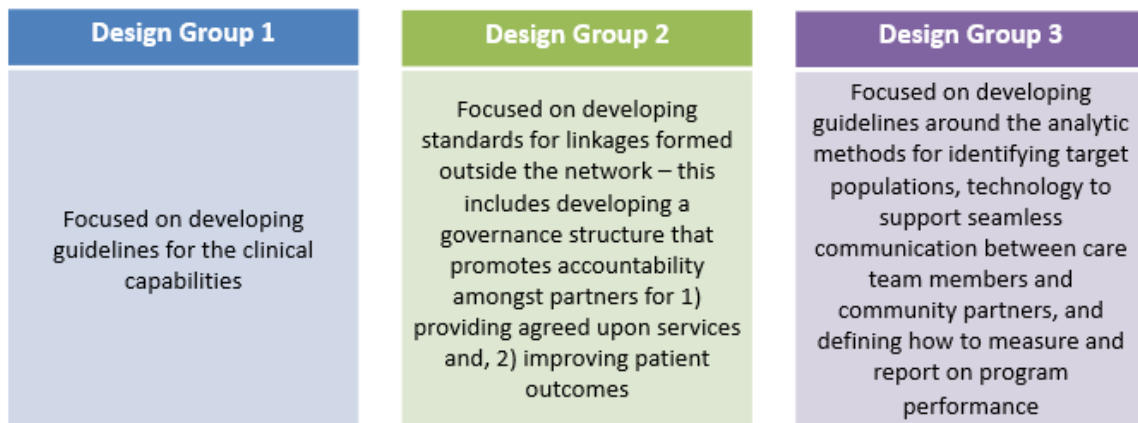 Design Group 1
Focused on developing
guidelines for the clinical
capabilities
Design Group 2
Focused on developing
standards for linkages formed
outside the network – this
includes developing a
governance structure that
promotes accountability
amongst partners for 1)
providing agreed upon services
and, 2) improving patient
outcomes
Design Group 3
Focused on developing
guidelines around the analytic
methods for identifying target
populations, technology to
support seamless
communication between care
team members and
community partners, and
defining how to measure and
report on program
performance